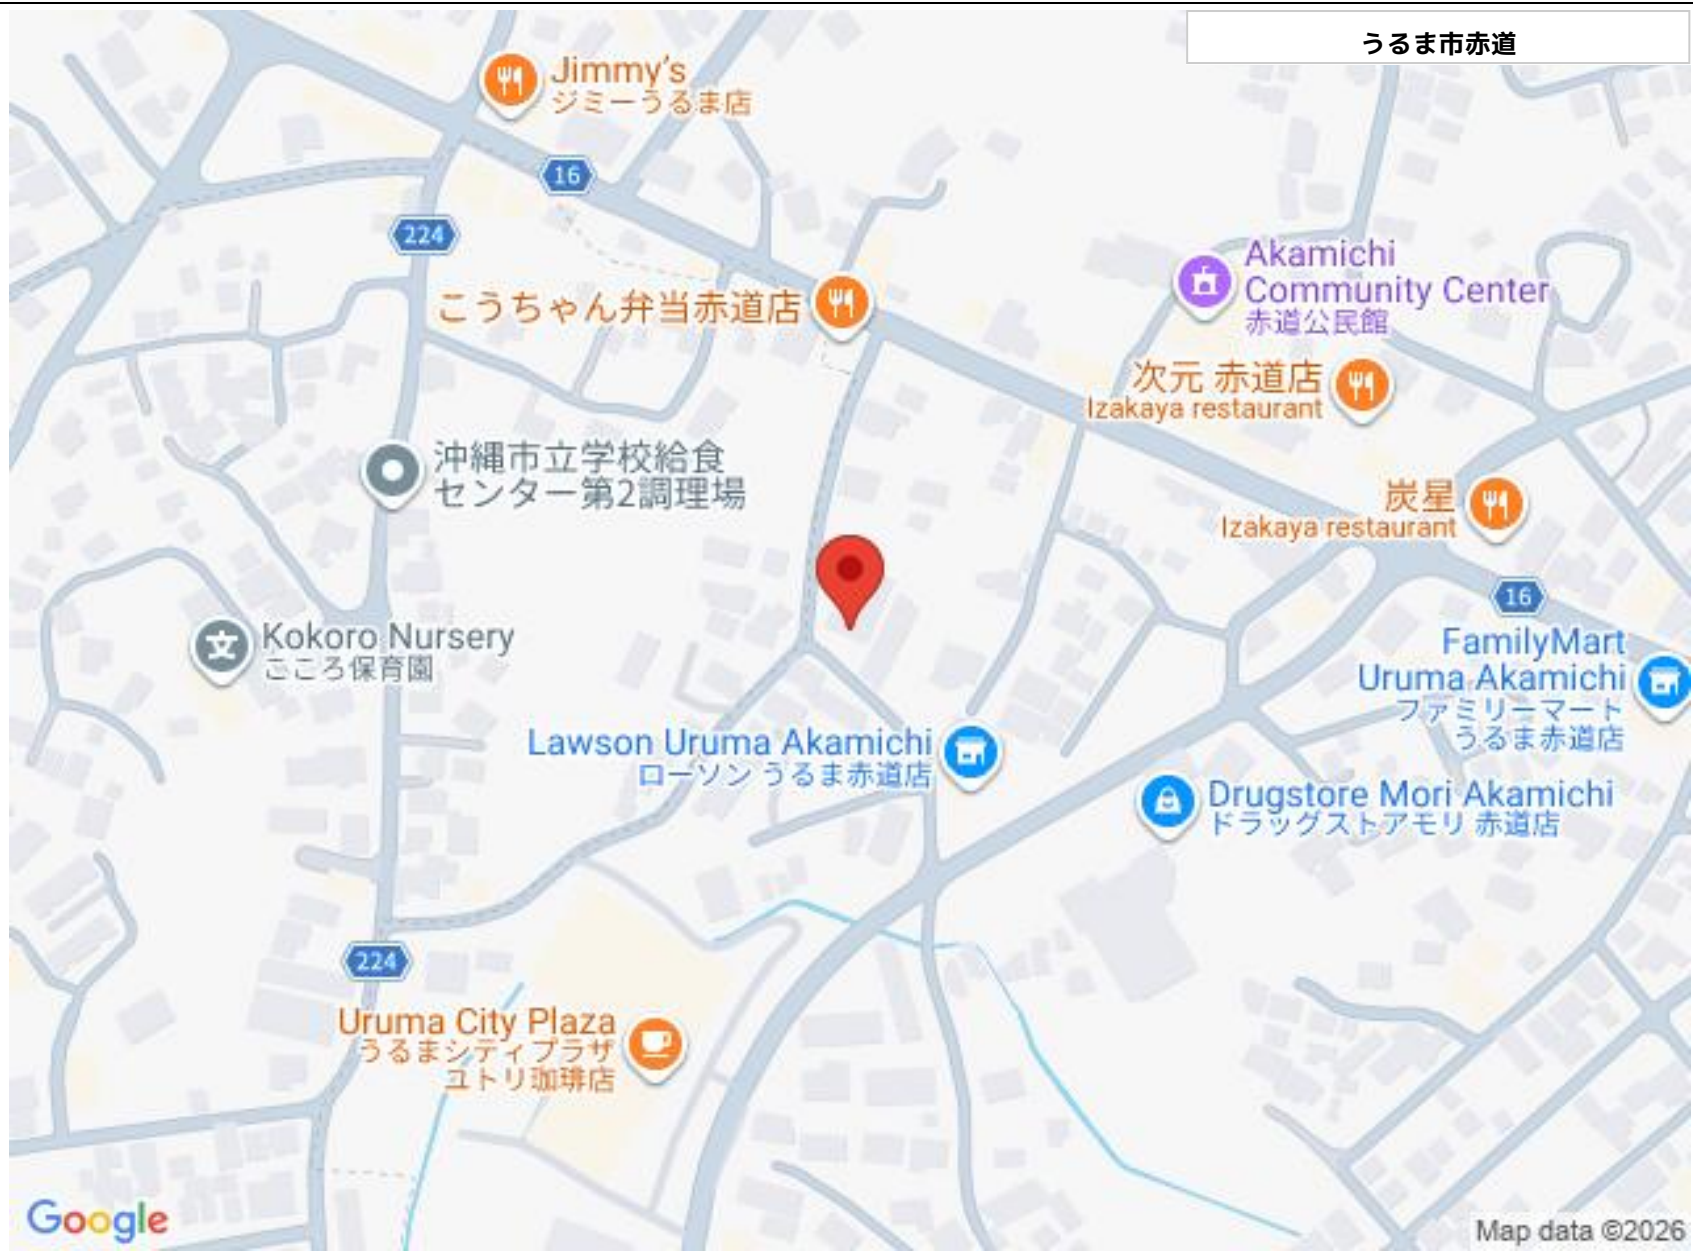 うるま市赤道
Jimmy's
ジミーうるま店
16
224
こうちゃん弁当赤道店
Akamichi
Community Center
赤道公民館
次元 赤道店
Izakaya restaurant
沖縄市立学校給食
センター第2調理場
炭星
Izakaya restaurant
16
Kokoro Nursery
こころ保育園
FamilyMart
Uruma Akamichi
ファミリーマート
うるま赤道店
Lawson Uruma Akamichi
ローソン うるま赤道店
Drugstore Mori Akamichi
ドラッグストアモリ 赤道店
224
Uruma City Plaza
うるまシティプラザ
ユトリ珈琲店
Google
Map data ©2026